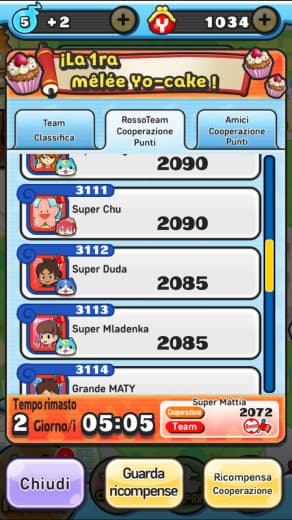 5 +2
1034
¡La 1ra
mêlée Yo-cake!
Team
Classifica
RossoTeam
Cooperazione
Punti
Amici
Cooperazione
Punti
2090
3111
Super Chu
2090
3112
Super Duda
2085
3113
Super Mladenka
2085
3114
Grande MATY
Tempo rimasto
2 Giorno/i 05:05
Super Mattia
Cooperazione 2072
Team
Chiudi
Guarda
ricompense
Ricompensa
Cooperazione